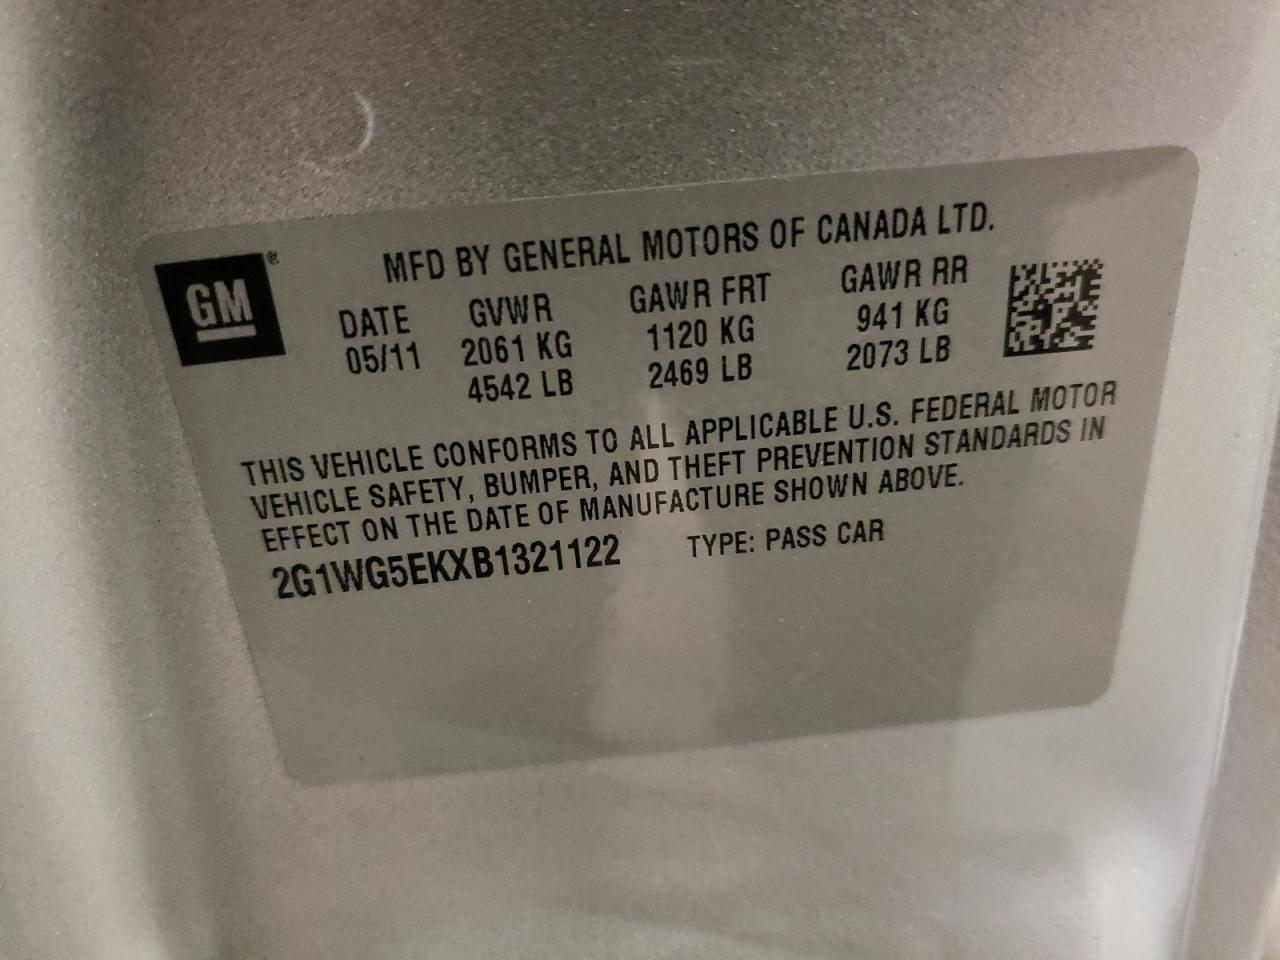 GM®
MFD BY GENERAL MOTORS OF CANADA LTD.
DATE GVWR GAWR FRT GAWR RR
05/11 2061 KG 1120 KG 941 KG
4542 LB 2469 LB 2073 LB
THIS VEHICLE CONFORMS TO ALL APPLICABLE U.S. FEDERAL MOTOR
VEHICLE SAFETY, BUMPER, AND THEFT PREVENTION STANDARDS IN
EFFECT ON THE DATE OF MANUFACTURE SHOWN ABOVE.
2G1WG5EKXB1321122 TYPE: PASS CAR